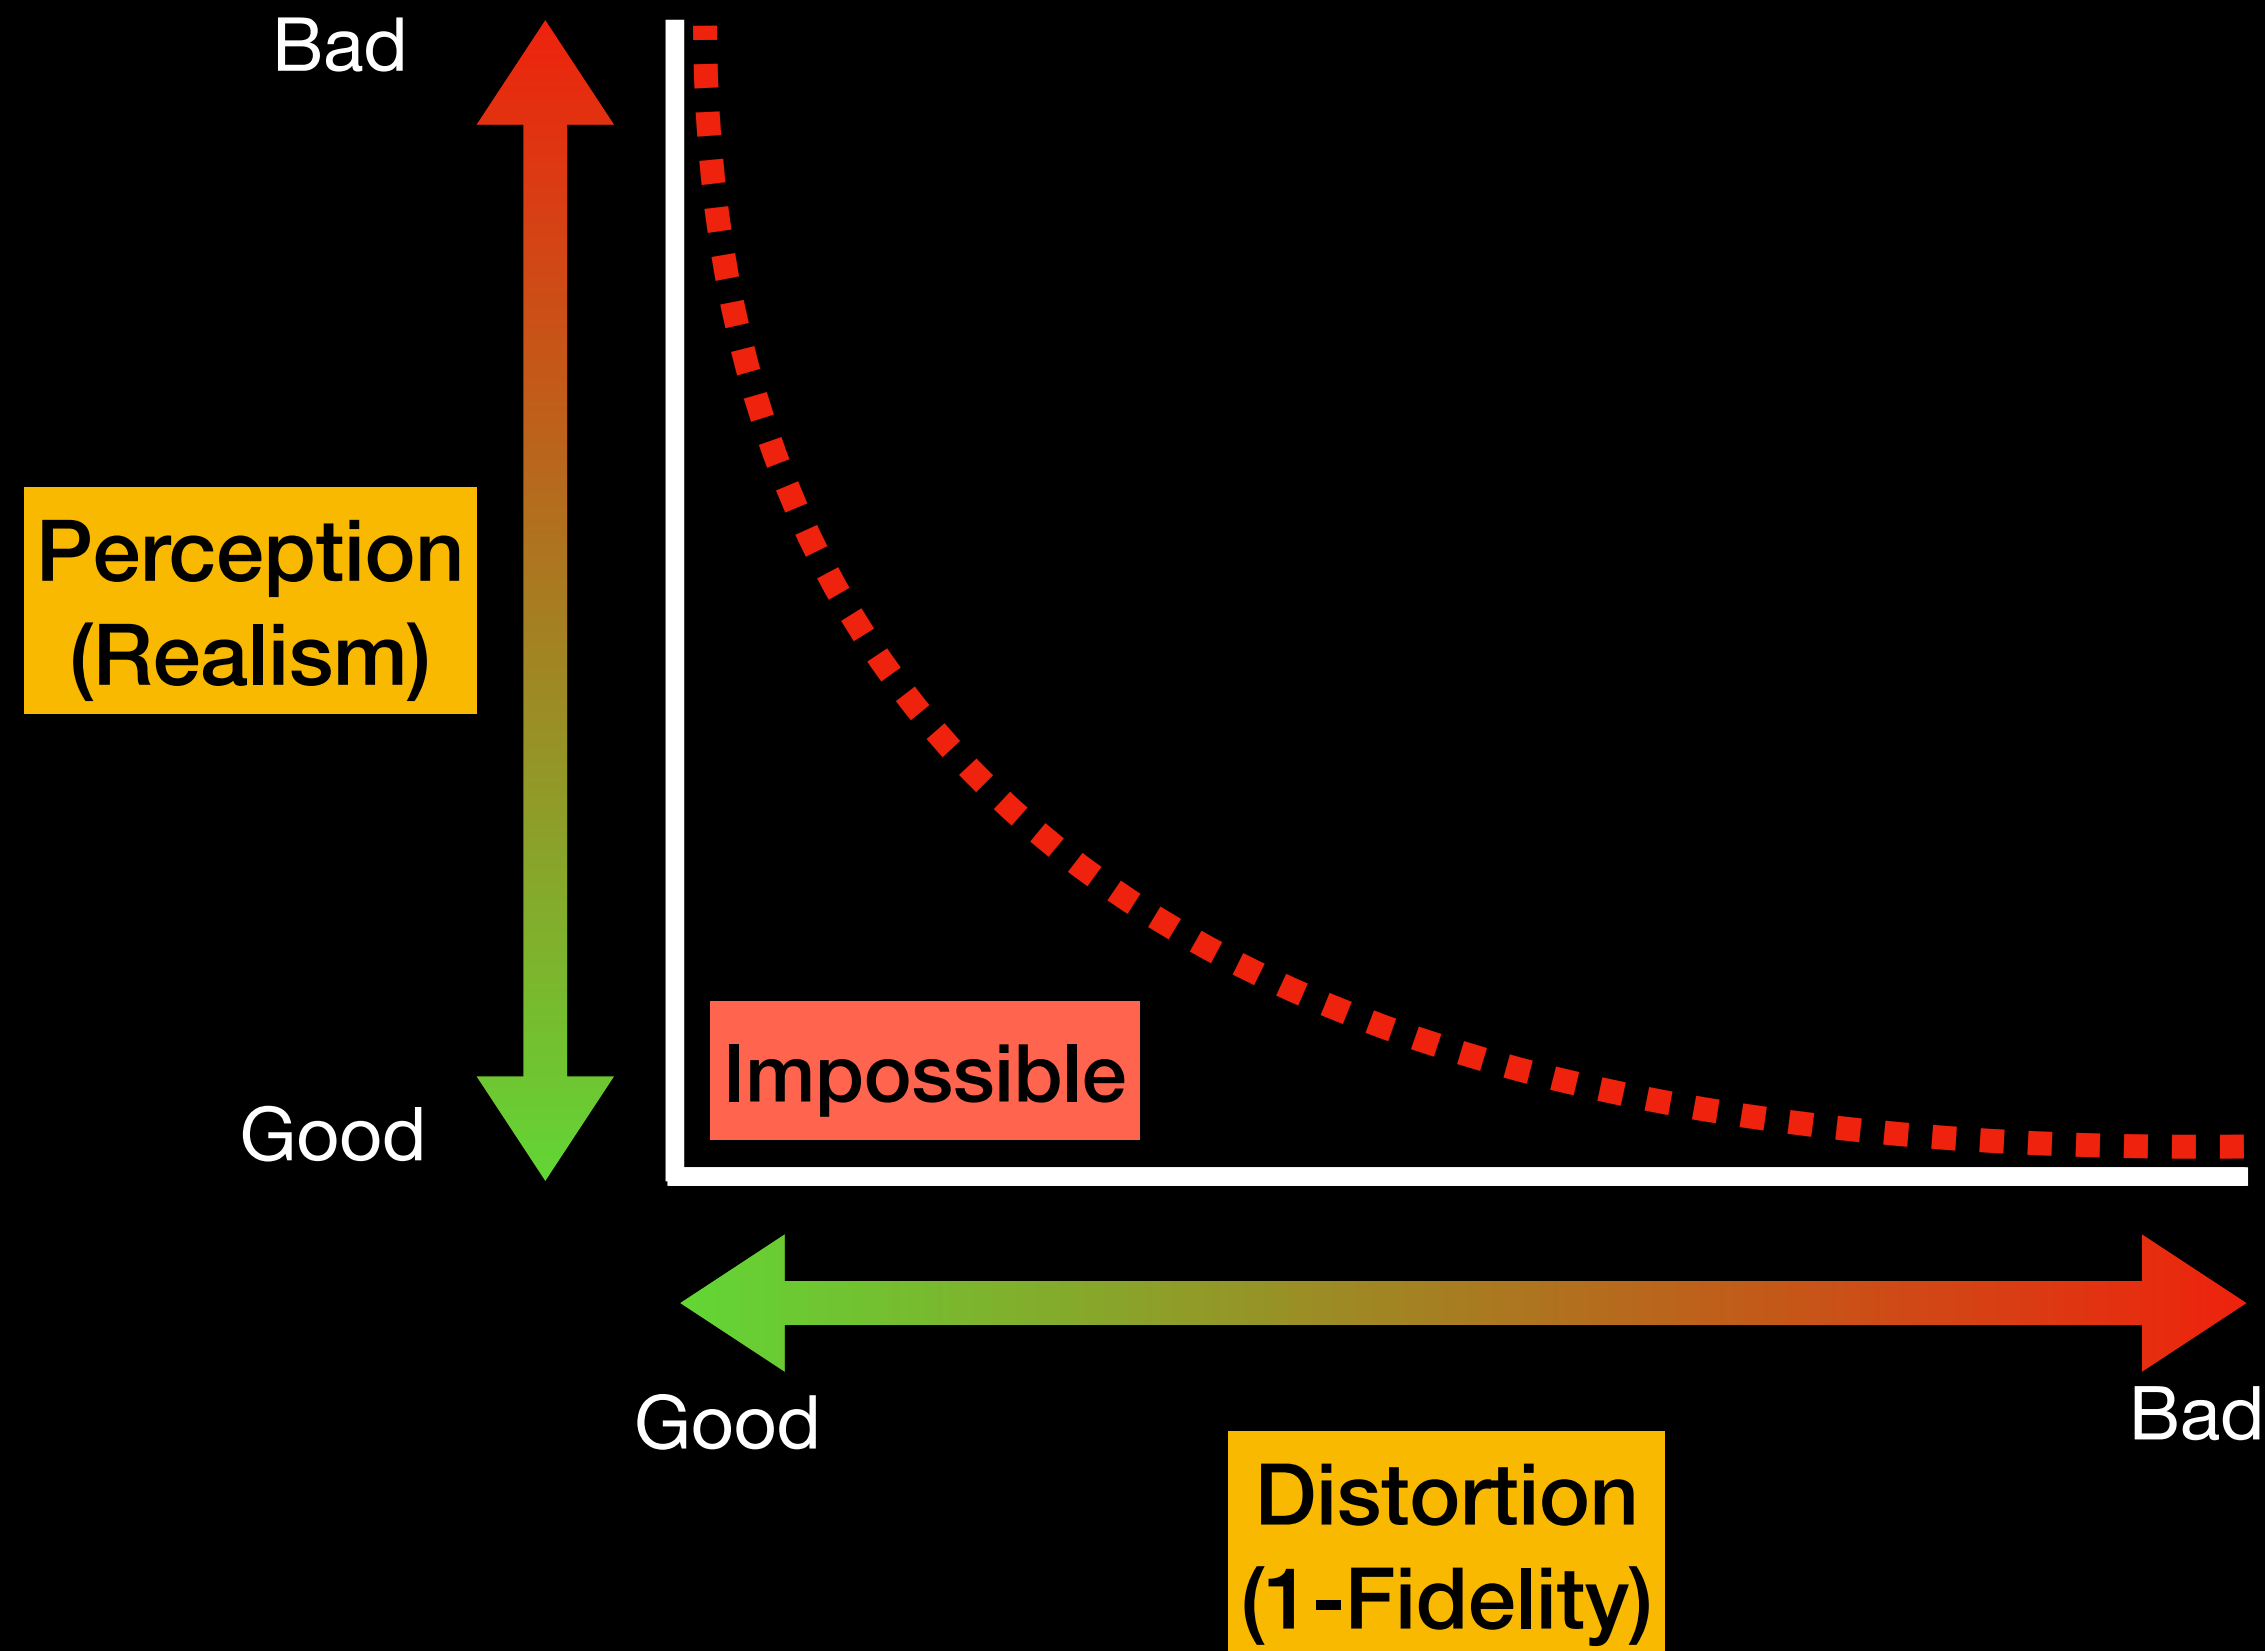 Bad
Perception
(Realism)
Impossible
Good
Good
Bad
Distortion
(1-Fidelity)